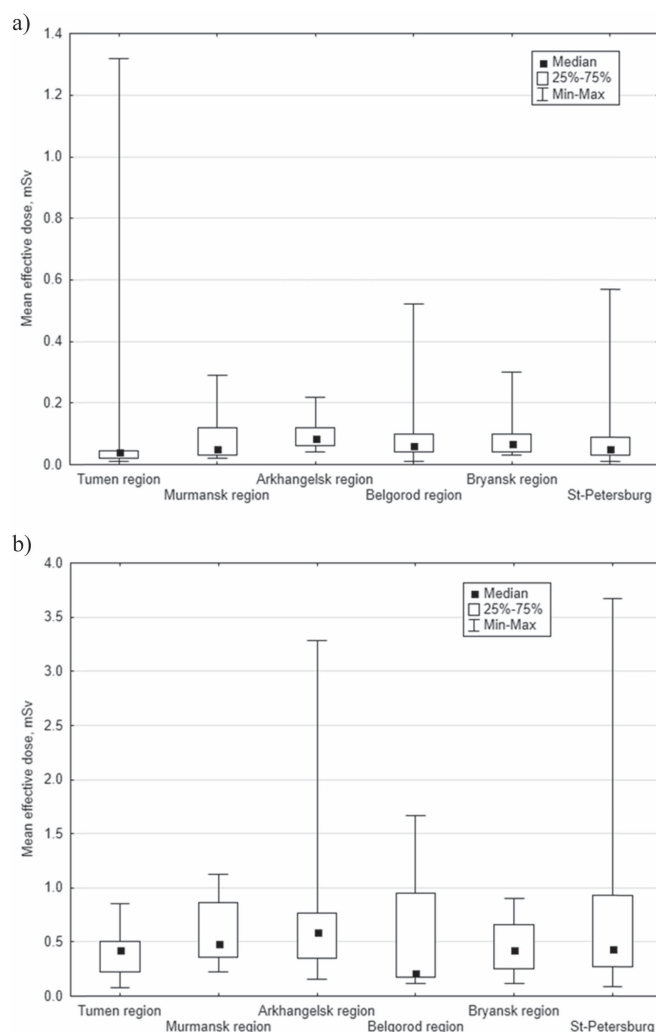 a)
1.4
1.2
1.0
0.8
0.6
0.4
0.2
0.0
Mean effective dose, mSv
Median
25%-75%
Min-Max
Tumen region
Arkhangelsk region
Bryansk region
Murmansk region
Belgorod region
St-Petersburg
b)
4.0
3.5
3.0
2.5
2.0
1.5
1.0
0.5
0.0
Mean effective dose, mSv
Median
25%-75%
Min-Max
Tumen region
Arkhangelsk region
Bryansk region
Murmansk region
Belgorod region
St-Petersburg